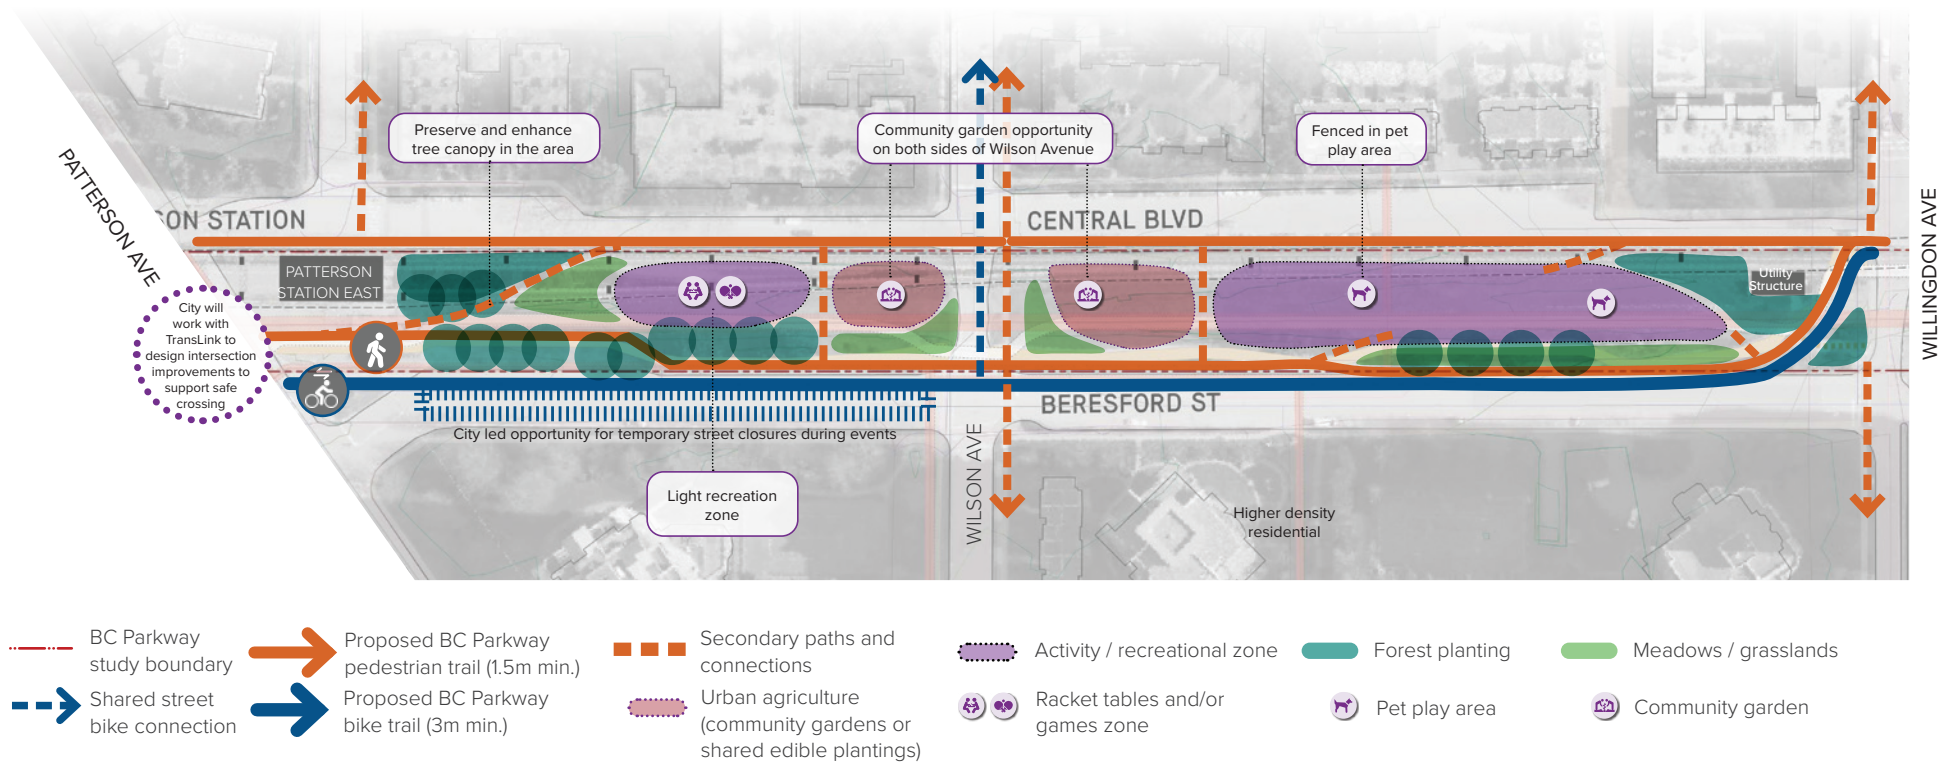 Preserve and enhance
tree canopy in the area
Community garden opportunity
on both sides of Wilson Avenue
Fenced in pet
play area
PATTERSON AVE
SON STATION
CENTRAL BLVD
WILLINGDON AVE
PATTERSON
STATION EAST
Utility
Structure
City will
work with
TransLink to
design intersection
improvements to
support safe
crossing
BERESFORD ST
City led opportunity for temporary street closures during events
WILSON AVE
Light recreation
zone
Higher density
residential
BC Parkway
study boundary
Proposed BC Parkway
pedestrian trail (1.5m min.)
Secondary paths and
connections
Activity / recreational zone
Forest planting
Meadows / grasslands
Shared street
bike connection
Proposed BC Parkway
bike trail (3m min.)
Urban agriculture
(community gardens or
shared edible plantings)
Racket tables and/or
games zone
Pet play area
Community garden